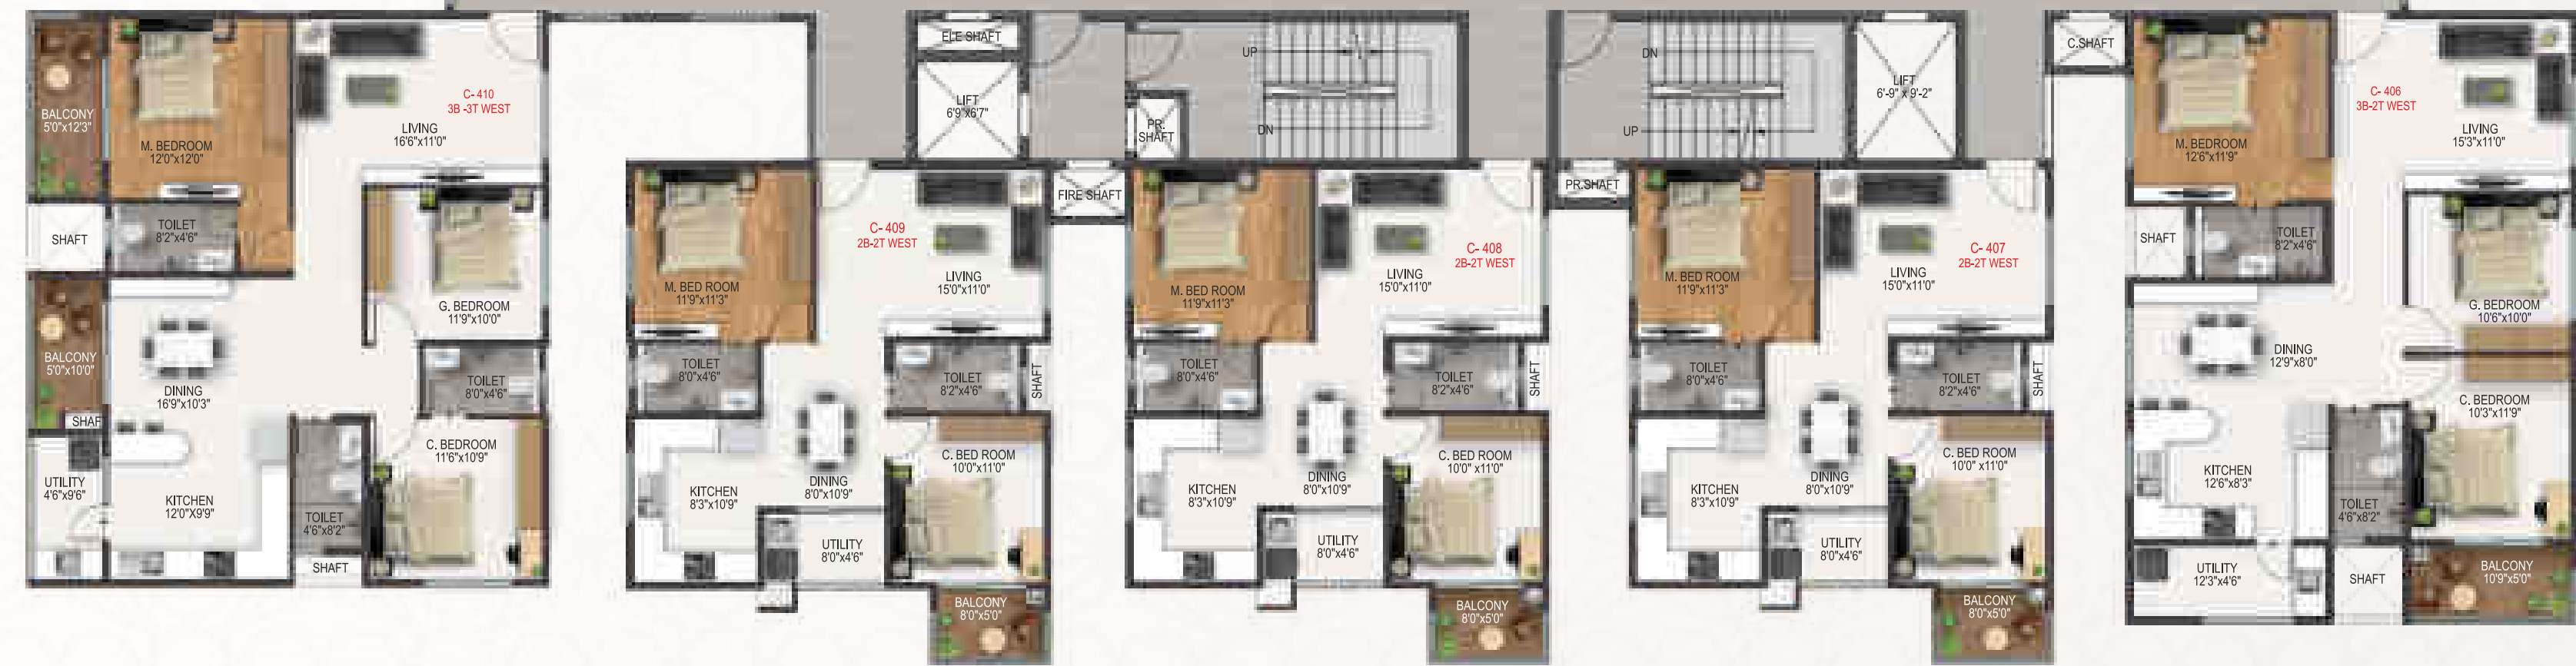 BALCONY
5'0"x12'3"
M. BEDROOM
12'0"x12'0"
C- 410
3B -3T WEST
LIVING
16'6"x11'0"
SHAFT
TOILET
8'2"x4'6"
G. BEDROOM
11'9"x10'0"
BALCONY
5'0"x10'0"
DINING
16'9"x10'3"
TOILET
8'0"x4'6"
SHAF
C. BEDROOM
11'6"x10'9"
UTILITY
4'6"x9'6"
KITCHEN
12'0"X9'9"
TOILET
4'6"x8'2"
SHAFT
ELE SHAFT
LIFT
6'9"x6'7"
PR.
SHAFT
UP
DN
DN
UP
LIFT
6'-9" x 9'-2"
C.SHAFT
M. BED ROOM
11'9"x11'3"
C- 409
2B-2T WEST
LIVING
15'0"x11'0"
FIRE SHAFT
TOILET
8'0"x4'6"
TOILET
8'2"x4'6"
SHAFT
C. BED ROOM
10'0"x11'0"
KITCHEN
8'3"x10'9"
DINING
8'0"x10'9"
UTILITY
8'0"x4'6"
BALCONY
8'0"x5'0"
M. BED ROOM
11'9"x11'3"
C- 408
2B-2T WEST
LIVING
15'0"x11'0"
PR.SHAFT
TOILET
8'0"x4'6"
TOILET
8'2"x4'6"
SHAFT
C. BED ROOM
10'0" x11'0"
KITCHEN
8'3"x10'9"
DINING
8'0"x10'9"
UTILITY
8'0"x4'6"
BALCONY
8'0"x5'0"
M. BED ROOM
11'9"x11'3"
C- 407
2B-2T WEST
LIVING
15'0"x11'0"
TOILET
8'0"x4'6"
TOILET
8'2"x4'6"
SHAFT
C. BED ROOM
10'0" x11'0"
KITCHEN
8'3"x10'9"
DINING
8'0"x10'9"
UTILITY
8'0"x4'6"
BALCONY
8'0"x5'0"
C- 406
3B-2T WEST
M. BEDROOM
12'6"x11'9"
LIVING
15'3"x11'0"
SHAFT
TOILET
8'2"x4'6"
G. BEDROOM
10'6"x10'0"
DINING
12'9"x8'0"
C. BEDROOM
10'3"x11'9"
KITCHEN
12'6"x8'3"
TOILET
4'6"x8'2"
UTILITY
12'3"x4'6"
SHAFT
BALCONY
10'9"x5'0"